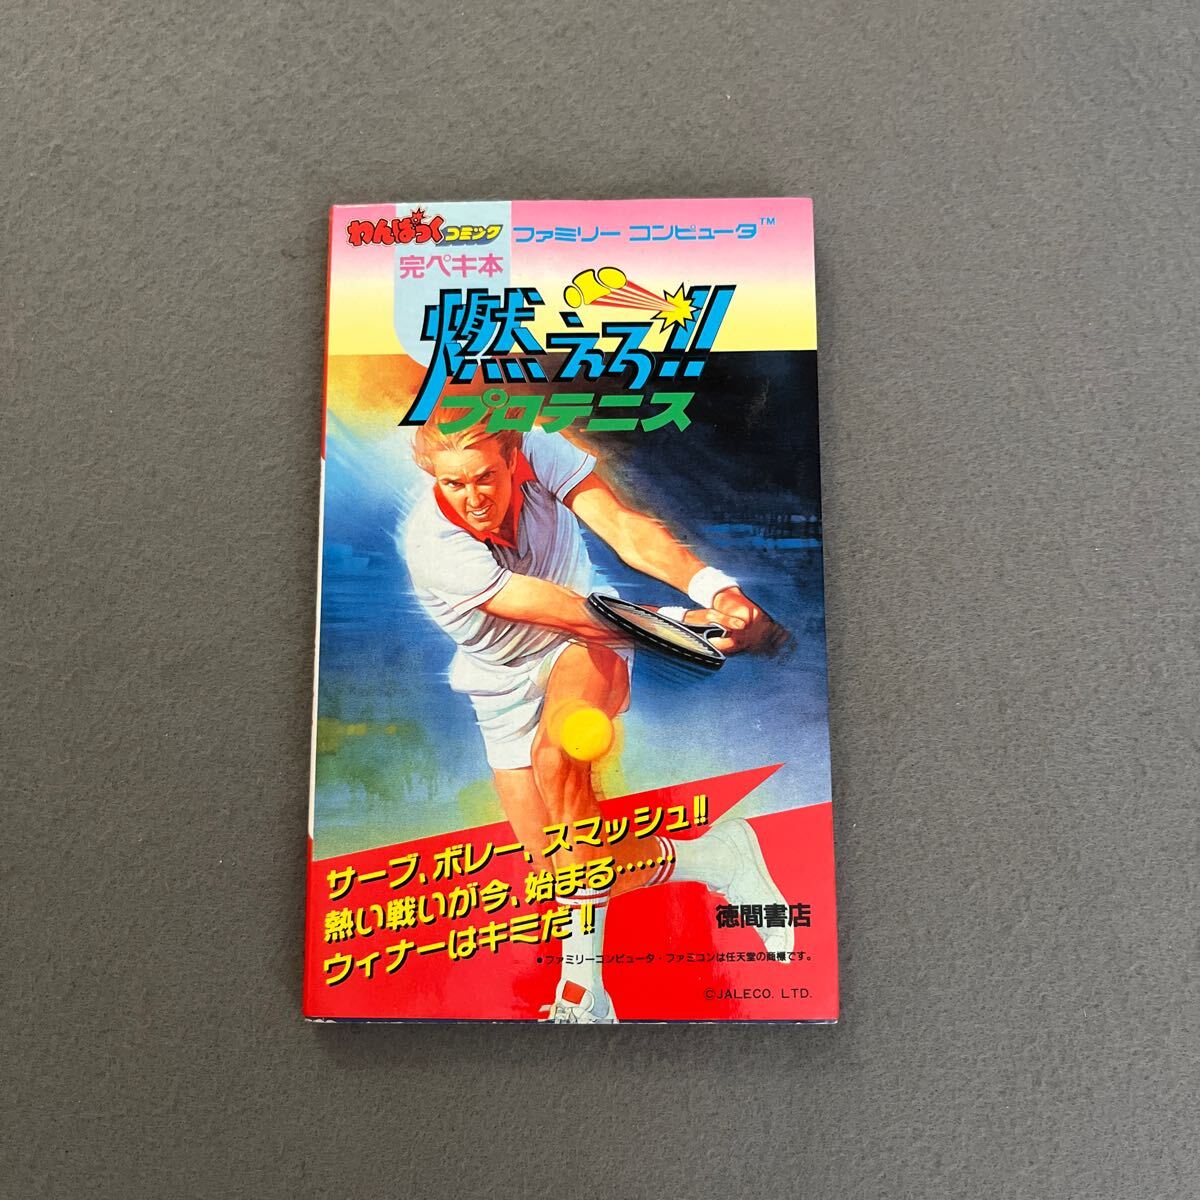 わんぱっくコミック ファミリー コンピュータ™
完ペキ本
燃えろ!!
プロテニス
サーブ、ボレー、スマッシュ!!
熱い戦いが今、始まる……
ウィナーはキミだ!!
徳間書店
●ファミリーコンピュータ・ファミコンは任天堂の商標です。
©JALECO. LTD.